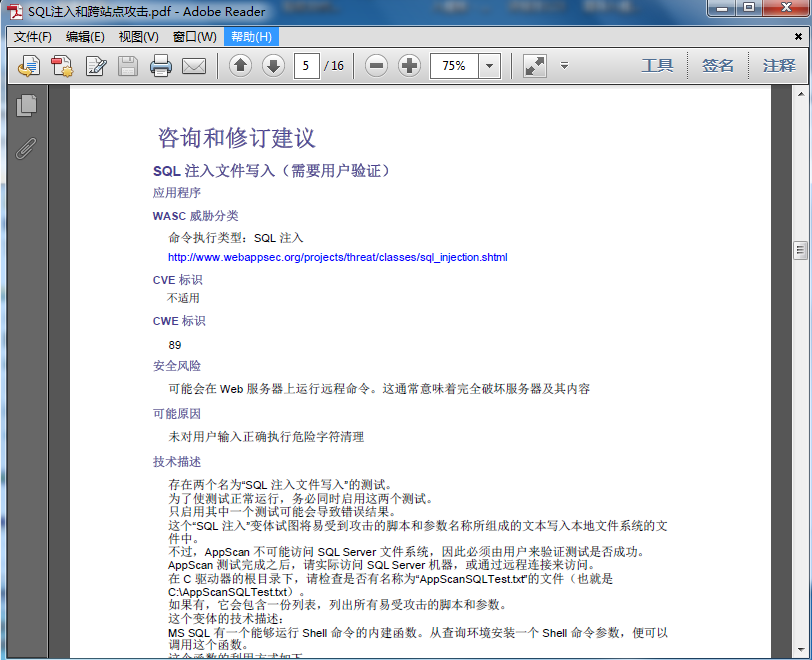 SQL注入和跨站点攻击.pdf - Adobe Reader
文件(F) 编辑(E) 视图(V) 窗口(W) 帮助(H)
5 / 16 75% 工具 签名 注释
咨询和修订建议
SQL 注入文件写入（需要用户验证）
应用程序
WASC 威胁分类
命令执行类型：SQL 注入
http://www.webappsec.org/projects/threat/classes/sql_injection.shtml
CVE 标识
不适用
CWE 标识
89
安全风险
可能会在 Web 服务器上运行远程命令。这通常意味着完全破坏服务器及其内容
可能原因
未对用户输入正确执行危险字符清理
技术描述
存在两个名为“SQL 注入文件写入”的测试。
为了使测试正常运行，务必同时启用这两个测试。
只启用其中一个测试可能会导致错误结果。
这个“SQL 注入”变体试图将易受到攻击的脚本和参数名称所组成的文本写入本地文件系统的文
件中。
不过，AppScan 不可能访问 SQL Server 文件系统，因此必须由用户来验证测试是否成功。
AppScan 测试完成之后，请实际访问 SQL Server 机器，或通过远程连接来访问。
在 C 驱动器的根目录下，请检查是否有名称为“AppScanSQLTest.txt”的文件（也就是
C:\AppScanSQLTest.txt）。
如果有，它会包含一份列表，列出所有易受攻击的脚本和参数。
这个变体的技术描述：
MS SQL 有一个能够运行 Shell 命令的内建函数。从查询环境安装一个 Shell 命令参数，便可以
调用这个函数。